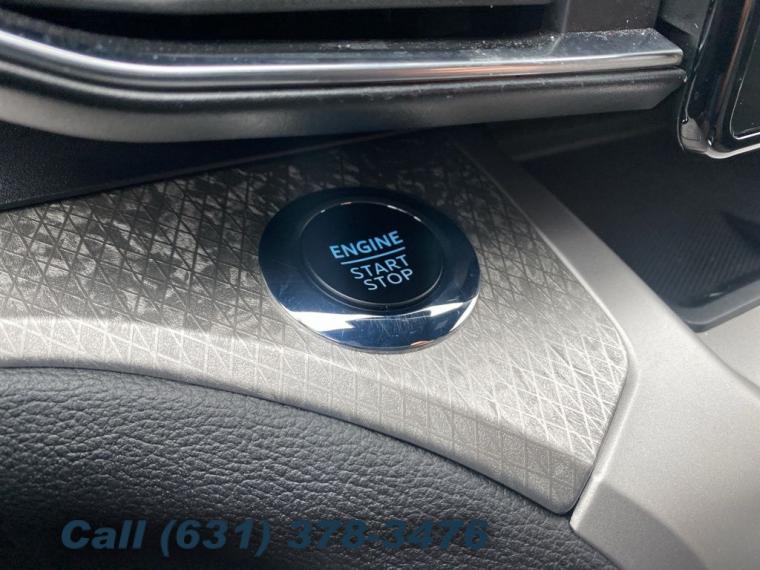 ENGINE
START
STOP
Call (631) 378-3476